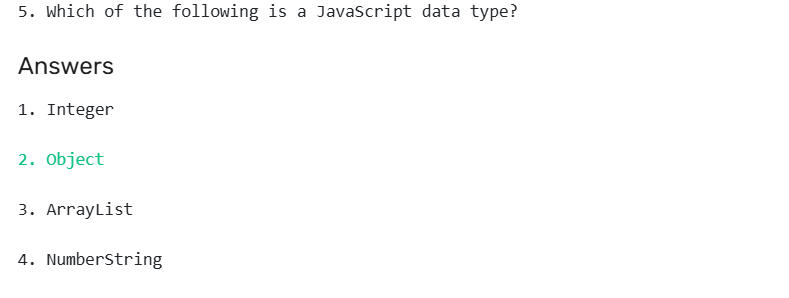 5. Which of the following is a JavaScript data type?
Answers
1. Integer
2. Object
3. ArrayList
4. NumberString